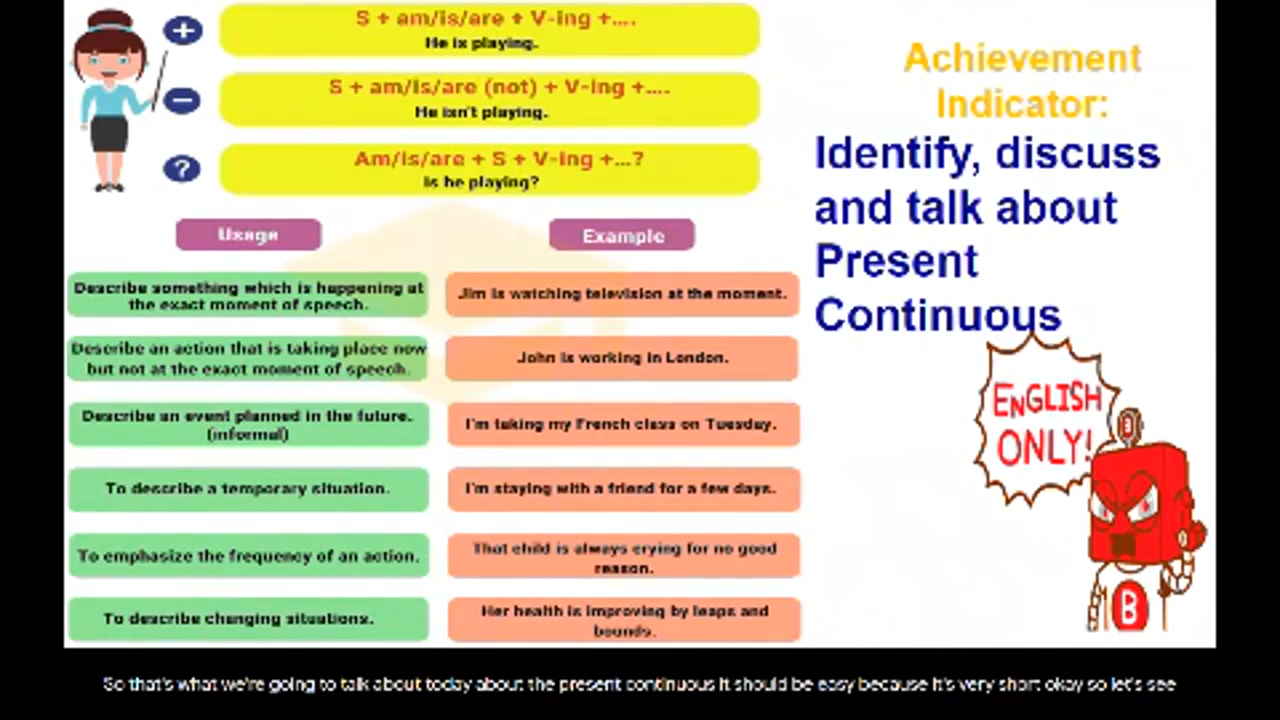 +
S + am/is/are + V-ing +....
He is playing.
-
S + am/is/are (not) + V-ing +....
He isn't playing.
?
Am/is/are + S + V-ing +...?
Is he playing?
Usage
Example
Describe something which is happening at
the exact moment of speech.
Jim is watching television at the moment.
Describe an action that is taking place now
but not at the exact moment of speech.
John is working in London.
Describe an event planned in the future.
(informal)
I'm taking my French class on Tuesday.
To describe a temporary situation.
I'm staying with a friend for a few days.
To emphasize the frequency of an action.
That child is always crying for no good
reason.
To describe changing situations.
Her health is improving by leaps and
bounds.
Achievement
Indicator:
Identify, discuss
and talk about
Present
Continuous
ENGLISH
ONLY!
B
So that's what we're going to talk about today about the present continuous It should be easy because it's very short okay so let's see